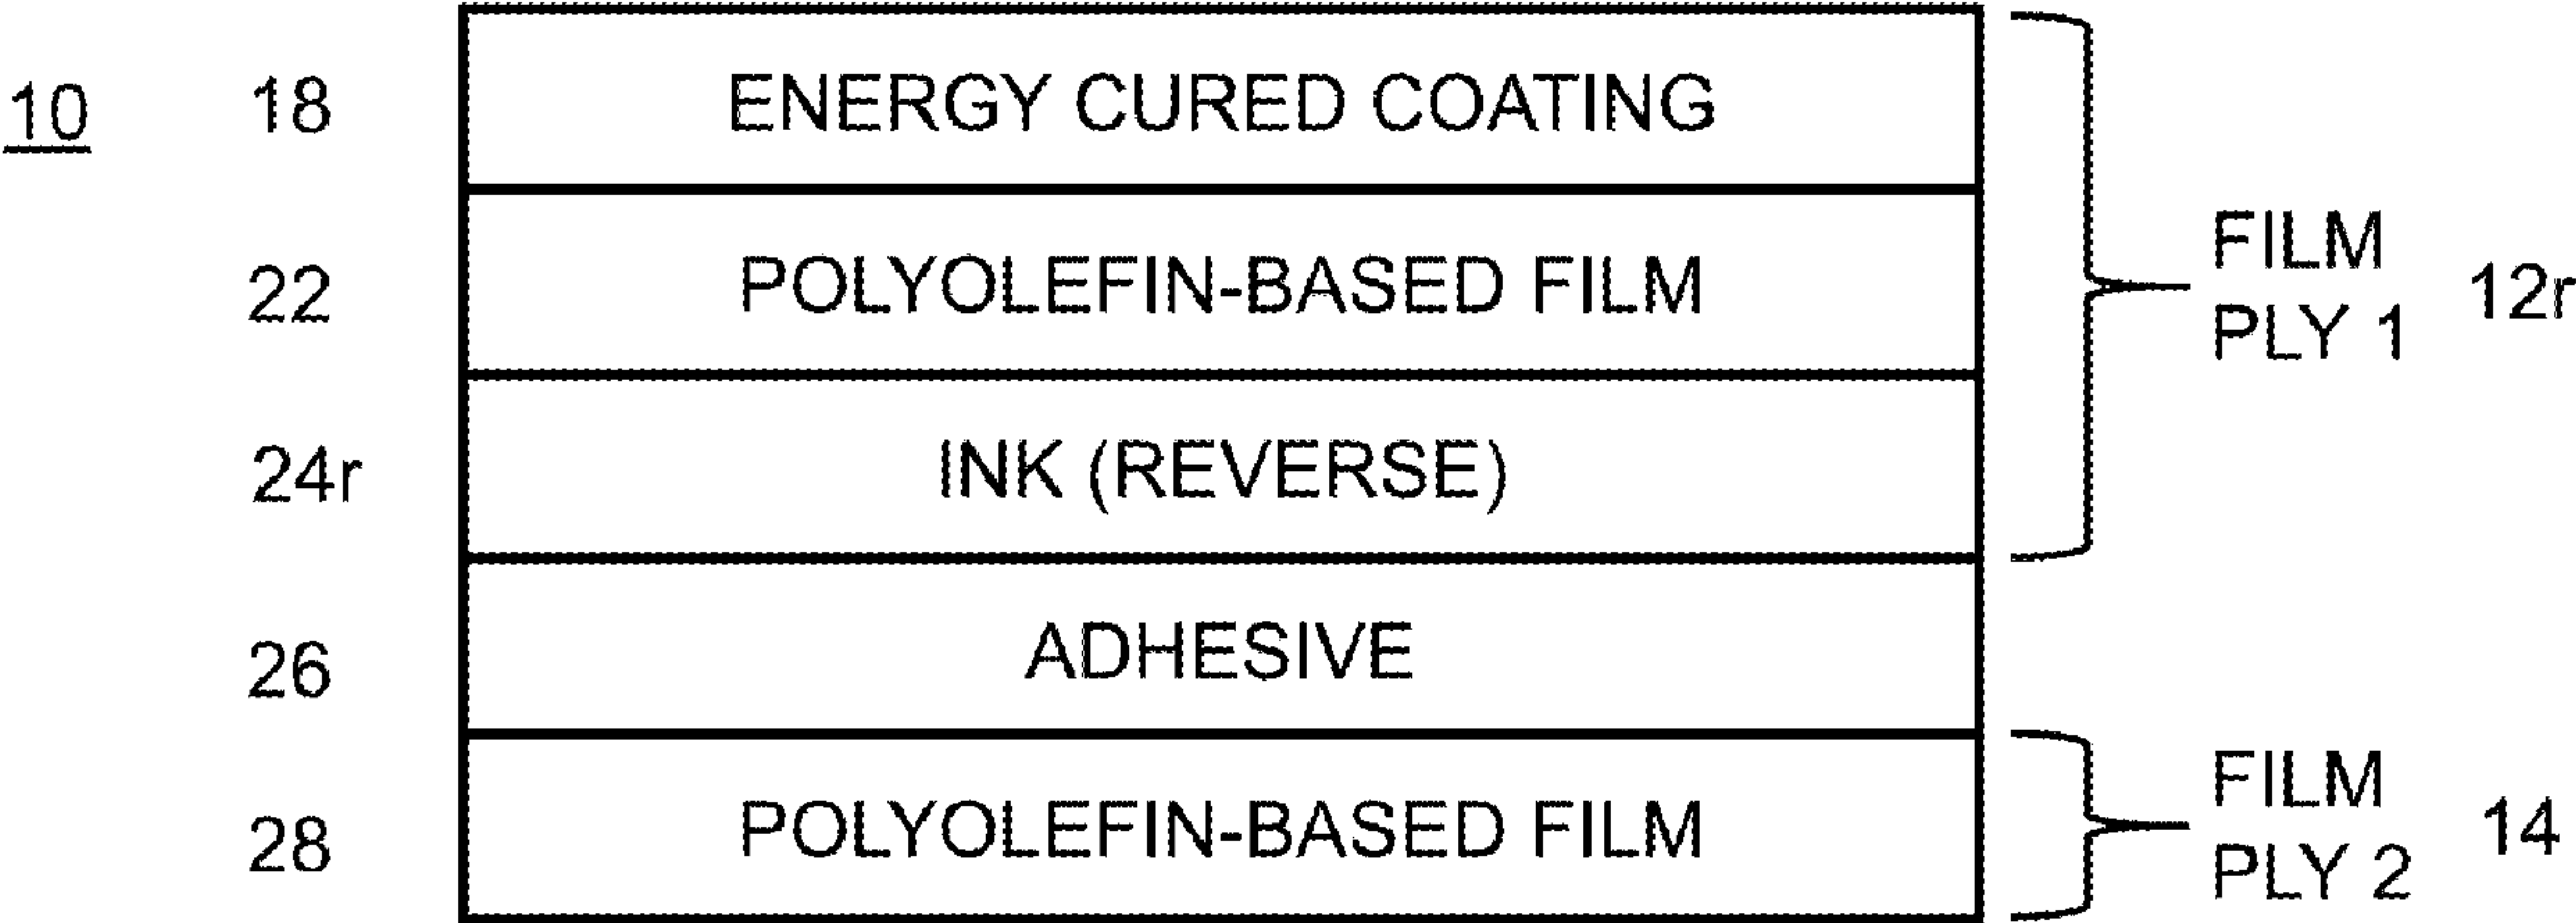 10
18 ENERGY CURED COATING
22 POLYOLEFIN-BASED FILM
FILM
PLY 1
12r
24r INK (REVERSE)
26 ADHESIVE
28 POLYOLEFIN-BASED FILM
FILM
PLY 2
14